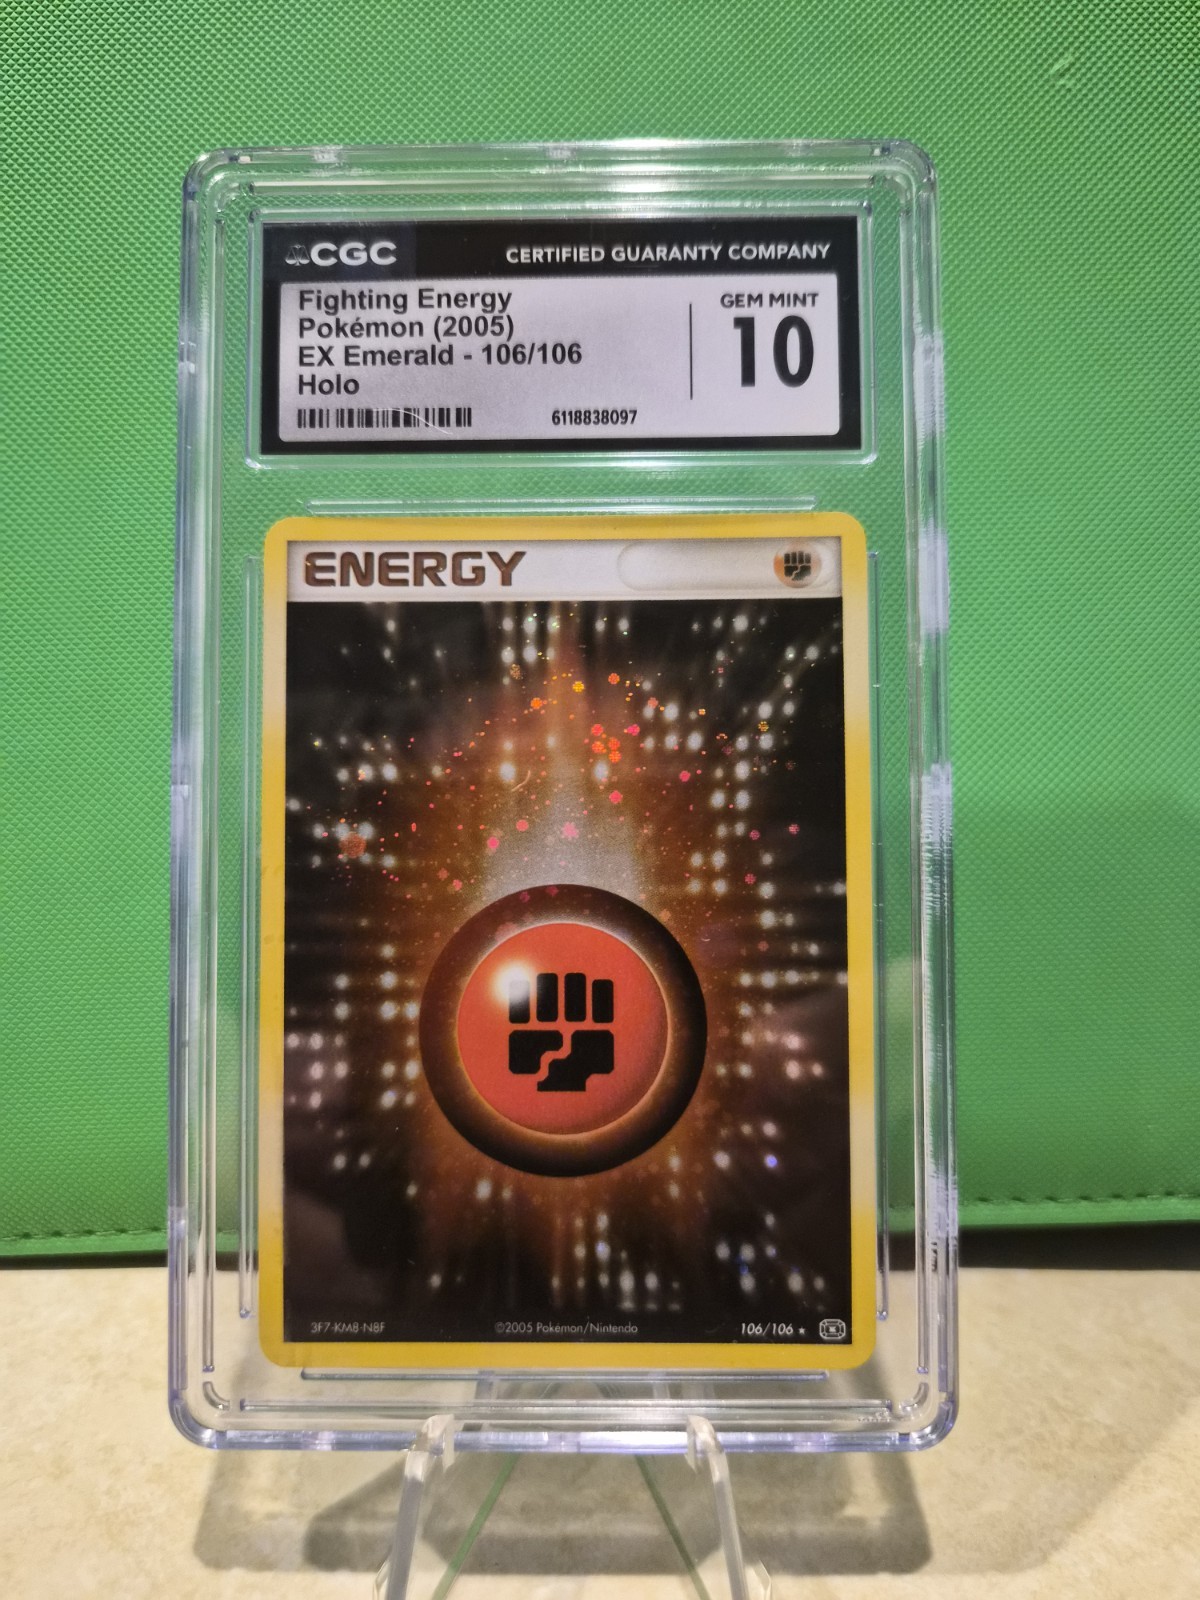 CGC CERTIFIED GUARANTY COMPANY
Fighting Energy
Pokémon (2005)
EX Emerald - 106/106
Holo
6118838097
GEM MINT
10
ENERGY
3F7-KM8-N8F ©2005 Pokémon/Nintendo 106/106 ★